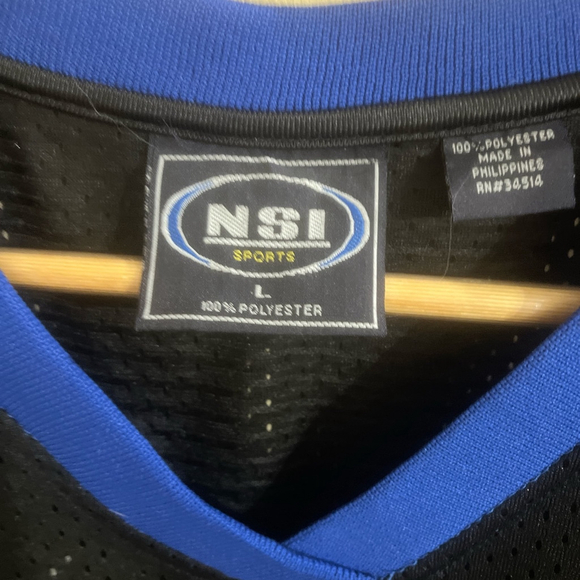 NSI
SPORTS
L
100% POLYESTER
100% POLYESTER
MADE IN
PHILIPPINES
RN#34314